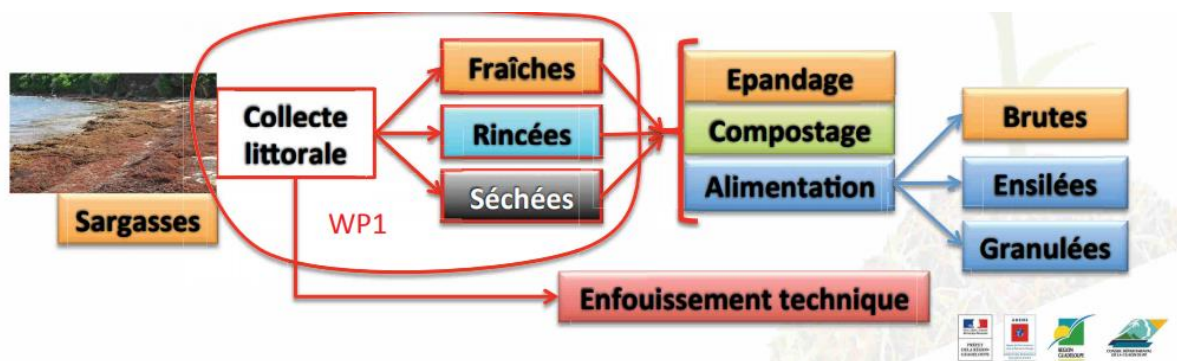 Sargasses
Collecte
littorale
WP1
Fraîches
Rincées
Séchées
Epandage
Compostage
Alimentation
Brutes
Ensilées
Granulées
Enfouissement technique